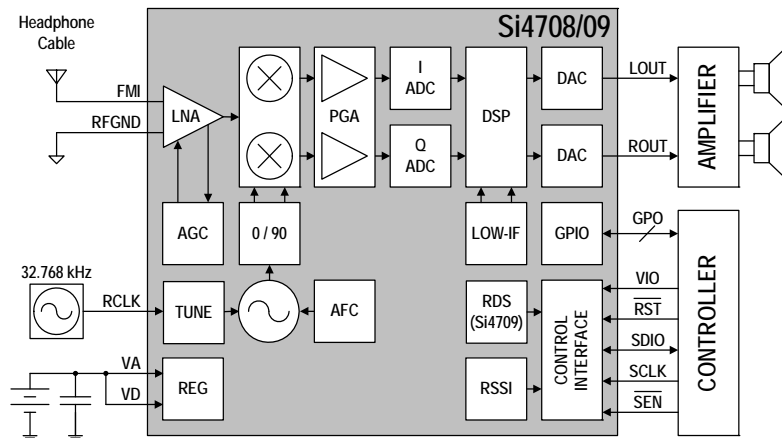 Headphone
Cable
Si4708/09
FMI
RFGND
LNA
PGA
I
ADC
Q
ADC
DSP
DAC
DAC
LOUT
ROUT
AMPLIFIER
AGC
0 / 90
LOW-IF
GPIO
GPO
32.768 kHz
RCLK
TUNE
AFC
RDS
(Si4709)
RSSI
CONTROL
INTERFACE
VIO
RST
SDIO
SCLK
SEN
CONTROLLER
VA
VD
REG